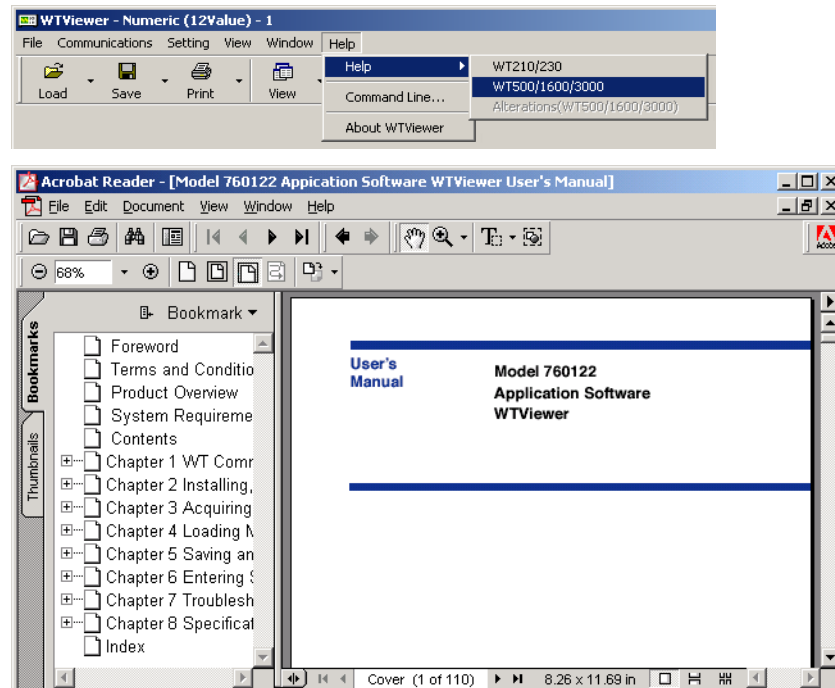 WTViewer - Numeric (12Value) - 1
File Communications Setting View Window Help
Load Save Print View
Help
Command Line...
About WTViewer
WT210/230
WT500/1600/3000
Alterations(WT500/1600/3000)
Acrobat Reader - [Model 760122 Appication Software WTViewer User's Manual]
File Edit Document View Window Help
68%
Bookmarks
Thumbnails
Bookmark
Foreword
Terms and Conditio
Product Overview
System Requireme
Contents
Chapter 1 WT Comr
Chapter 2 Installing,
Chapter 3 Acquiring
Chapter 4 Loading M
Chapter 5 Saving an
Chapter 6 Entering S
Chapter 7 Troublesh
Chapter 8 Specificat
Index
User's
Manual
Model 760122
Application Software
WTViewer
Cover (1 of 110) 8.26 x 11.69 in